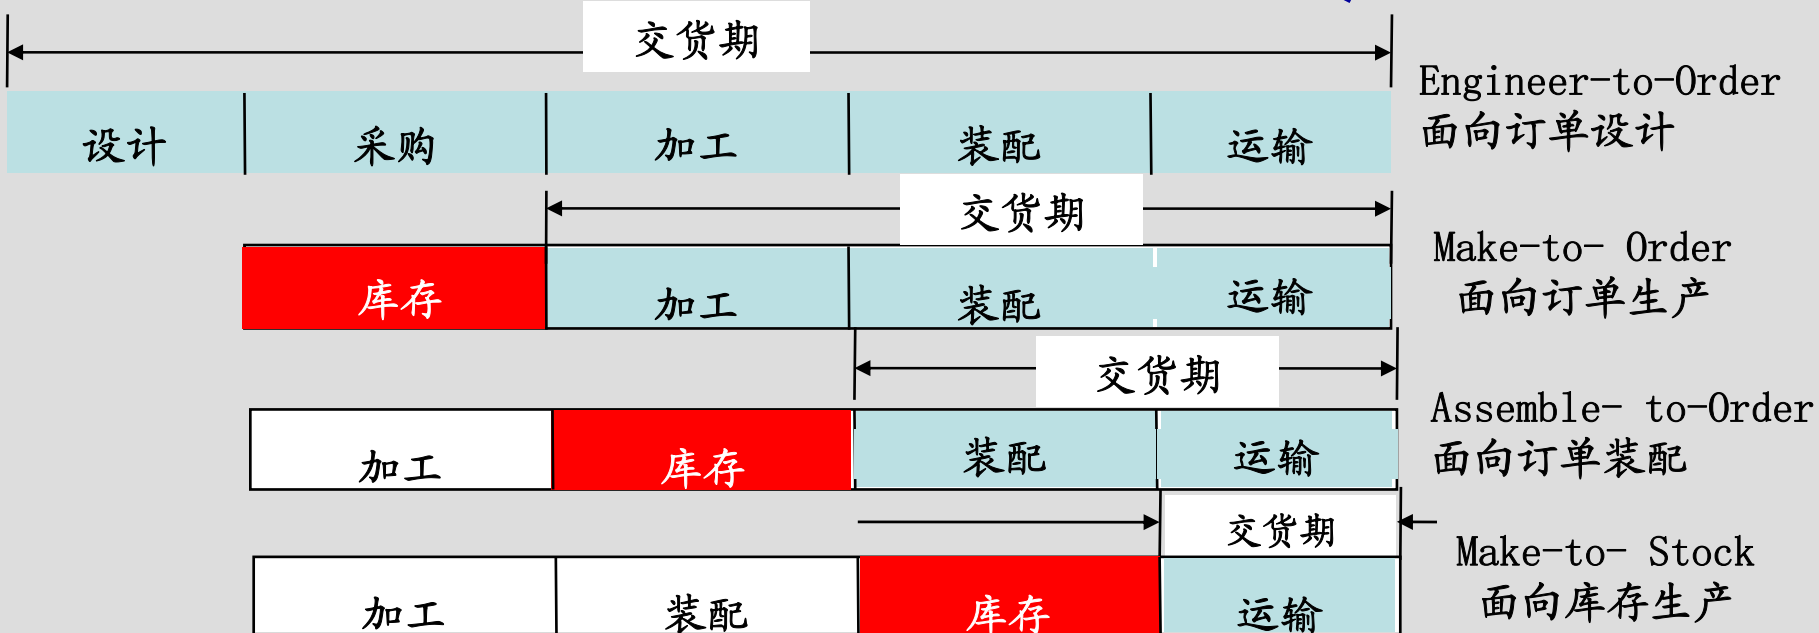 交货期
设计 采购 加工 装配 运输
Engineer-to-Order
面向订单设计
交货期
库存 加工 装配 运输
Make-to- Order
面向订单生产
交货期
加工 库存 装配 运输
Assemble- to-Order
面向订单装配
交货期
加工 装配 库存 运输
Make-to- Stock
面向库存生产